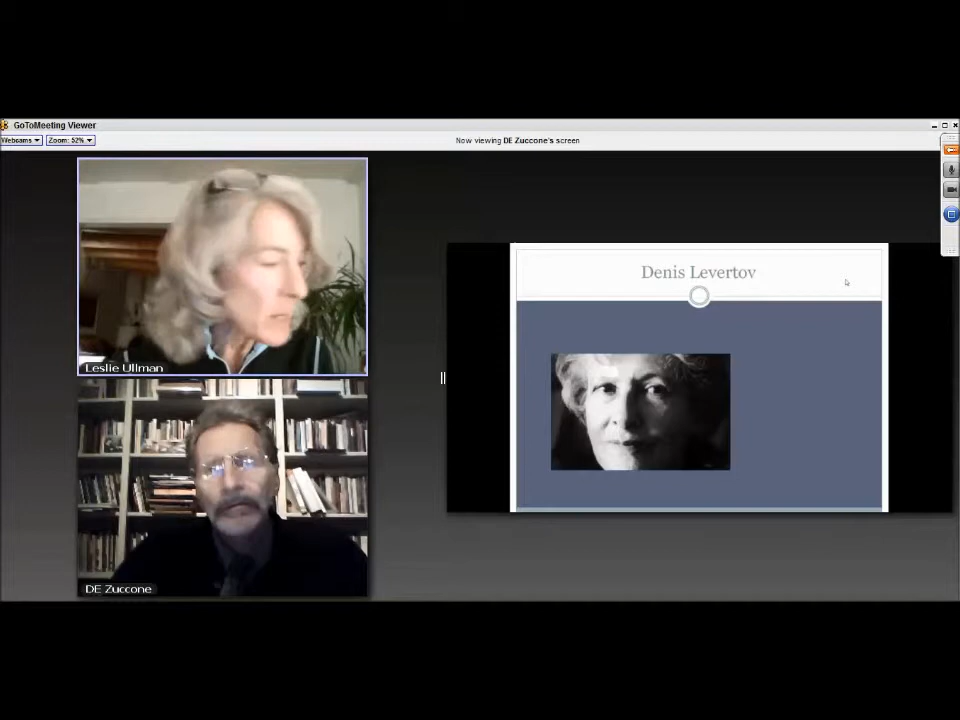 GoToMeeting Viewer
Webcams
Zoom: 52%
Now viewing DE Zuccone's screen
Leslie Ullman
DE Zuccone
Denis Levertov